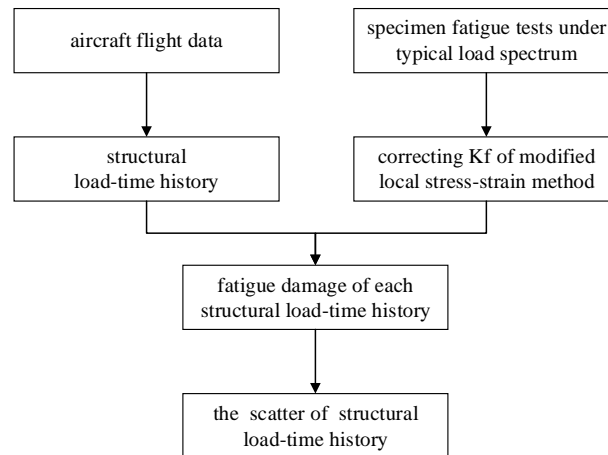 aircraft flight data
specimen fatigue tests under
typical load spectrum
structural
load-time history
correcting Kf of modified
local stress-strain method
fatigue damage of each
structural load-time history
the scatter of structural
load-time history